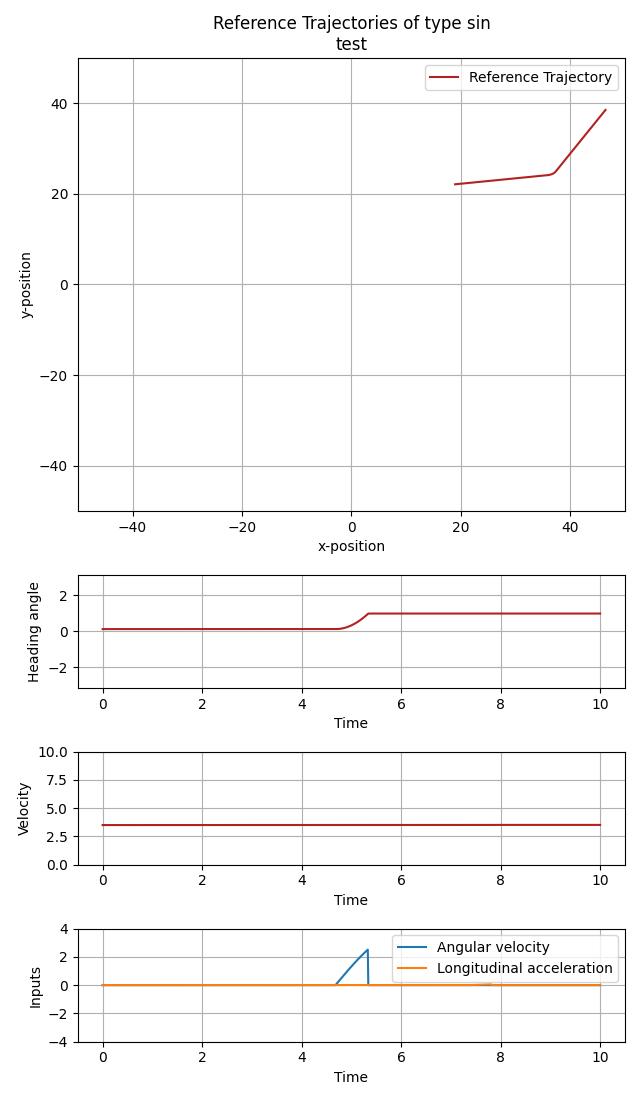 Reference Trajectories of type sin
test
Reference Trajectory
40
20
0
−20
−40
y-position
−40 −20 0 20 40
x-position
2
0
−2
Heading angle
0 2 4 6 8 10
Time
10.0
7.5
5.0
2.5
0.0
Velocity
0 2 4 6 8 10
Time
Angular velocity
Longitudinal acceleration
4
2
0
−2
−4
Inputs
0 2 4 6 8 10
Time